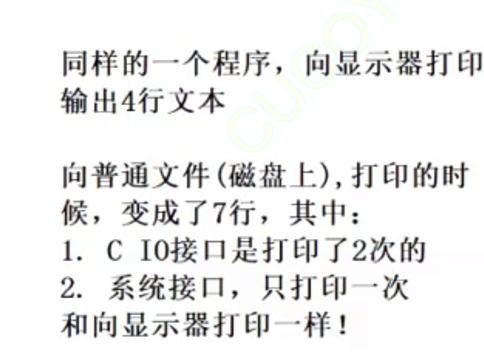 CUGOY
同样的一个程序，向显示器打印
输出4行文本
向普通文件(磁盘上),打印的时
候，变成了7行，其中：
1. C IO接口是打印了2次的
2. 系统接口，只打印一次
和向显示器打印一样！